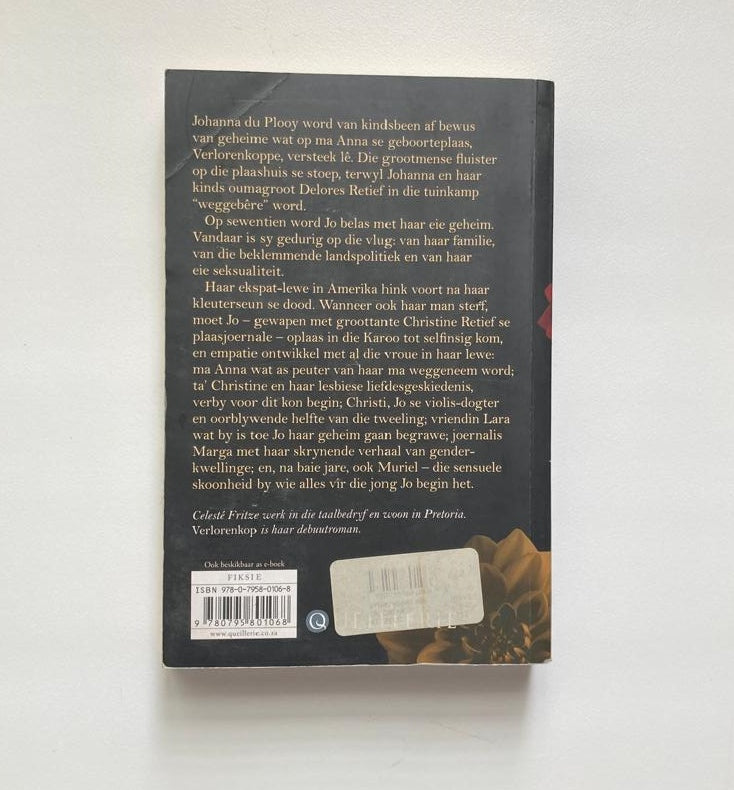 Johanna du Plooy word van kindsbeen af bewus
van geheime wat op ma Anna se geboorteplaas,
Verlorenkoppe, versteek lê. Die grootmense fluister
op die plaashuis se stoep, terwyl Johanna en haar
kinds oumagroot Delores Retief in die tuinkamp
“weggebêre” word.
Op sewentien word Jo belas met haar eie geheim.
Vandaar is sy gedurig op die vlug: van haar familie,
van die beklemmende landspolitiek en van haar
eie seksualiteit.
Haar ekspat-lewe in Amerika hink voort na haar
kleuterseun se dood. Wanneer ook haar man sterf,
moet Jo – gewapen met groottante Christine Retief se
plaasjoernale – oplaas in die Karoo tot selfinsig kom,
en empatie ontwikkel met al die vroue in haar lewe:
ma Anna wat as peuter van haar ma weggeneem word;
ta’ Christine en haar lesbiese liefdesgeskiedenis,
verby voor dit kon begin; Christi, Jo se violis-dogter
en oorblywende helfte van die tweeling; vriendin Lara
wat by is toe Jo haar geheim gaan begrawe; joernalis
Marga met haar skrynende verhaal van gender-
kwellinge; en, na baie jare, ook Muriel – die sensuele
skoonheid by wie alles vir die jong Jo begin het.
Celesté Fritze werk in die taalbedryf en woon in Pretoria.
Verlorenkop is haar debuutroman.
Ook beskikbaar as e-boek
FIKSIE
ISBN 978-0-7958-0106-8
9 780795 801068
www.queillerie.co.za